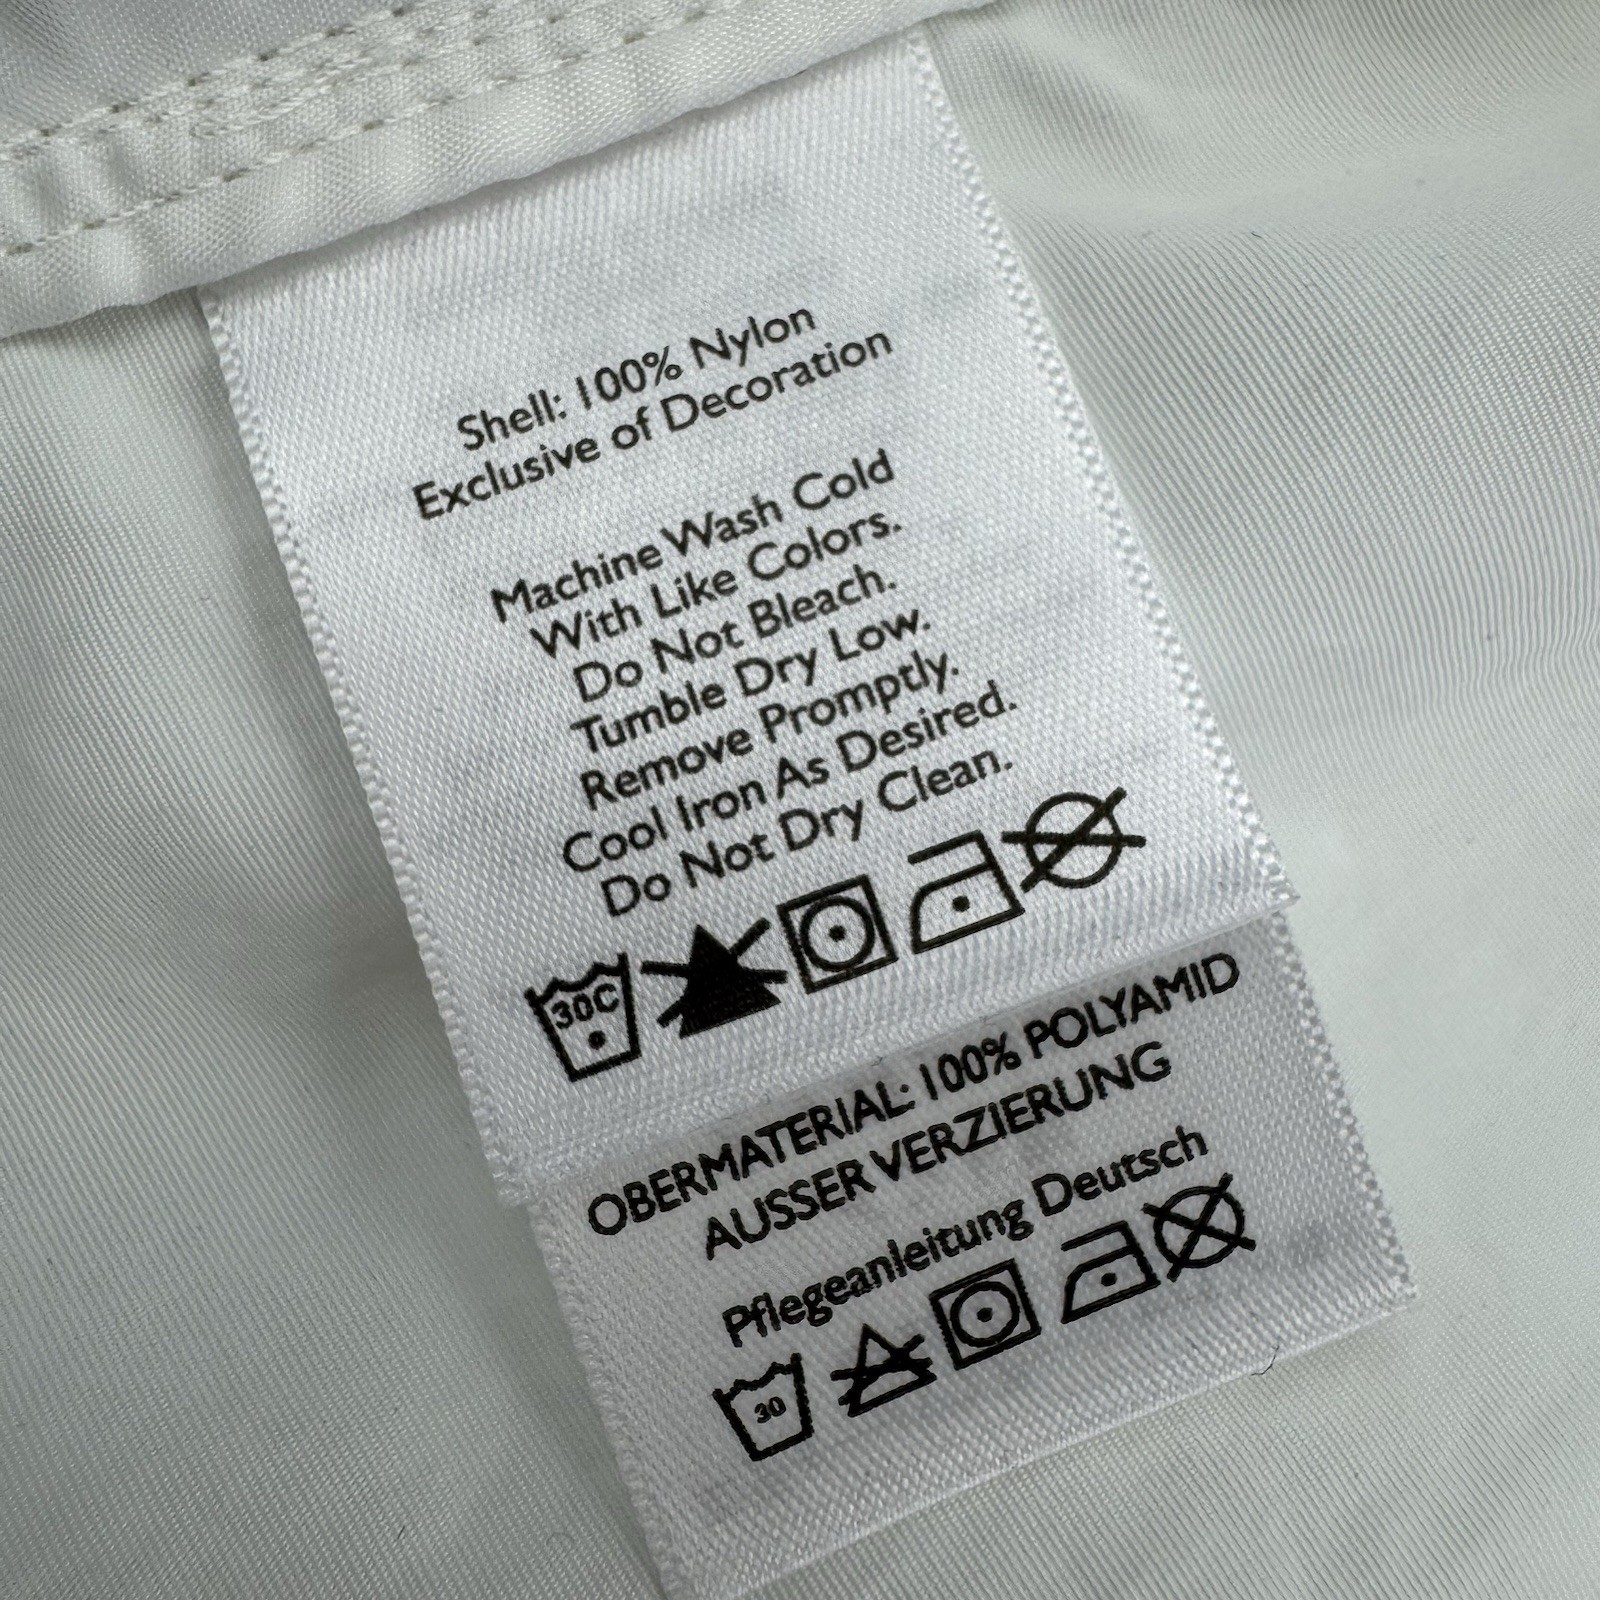 Shell: 100% Nylon
Exclusive of Decoration
Machine Wash Cold
With Like Colors.
Do Not Bleach.
Tumble Dry Low.
Remove Promptly.
Cool Iron As Desired.
Do Not Dry Clean.
30C
OBERMATERIAL: 100% POLYAMID
AUSSER VERZIERUNG
Pflegeanleitung Deutsch
30